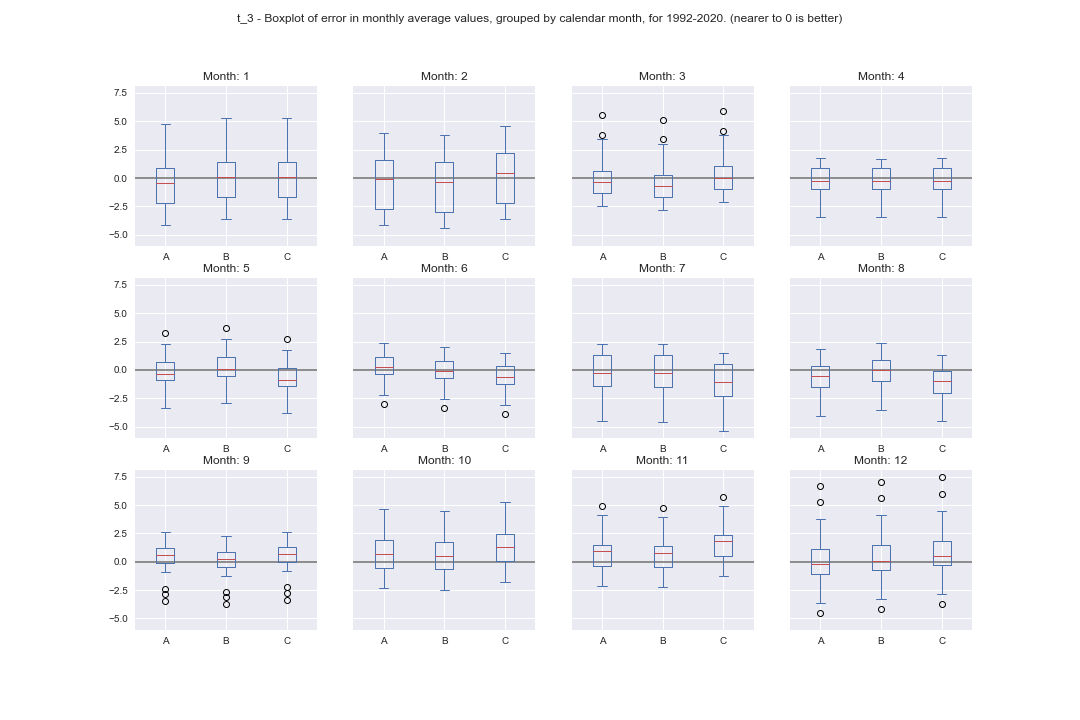 t_3 - Boxplot of error in monthly average values, grouped by calendar month, for 1992-2020. (nearer to 0 is better)
Month: 1 Month: 2 Month: 3 Month: 4
7.5
5.0
2.5
0.0
−2.5
−5.0
A B C A B C A B C A B C
Month: 5 Month: 6 Month: 7 Month: 8
7.5
5.0
2.5
0.0
−2.5
−5.0
A B C A B C A B C A B C
Month: 9 Month: 10 Month: 11 Month: 12
7.5
5.0
2.5
0.0
−2.5
−5.0
A B C A B C A B C A B C